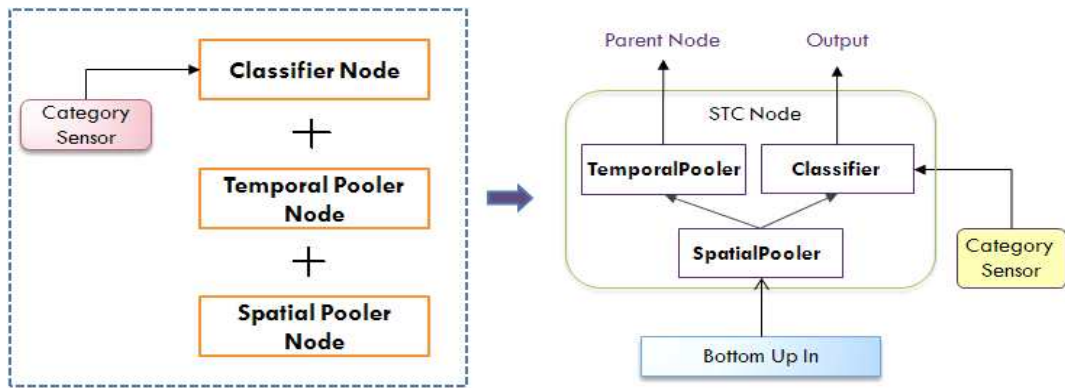 Classifier Node
Category
Sensor
Temporal Pooler
Node
Spatial Pooler
Node
Parent Node
Output
STC Node
TemporalPooler
Classifier
SpatialPooler
Category
Sensor
Bottom Up In